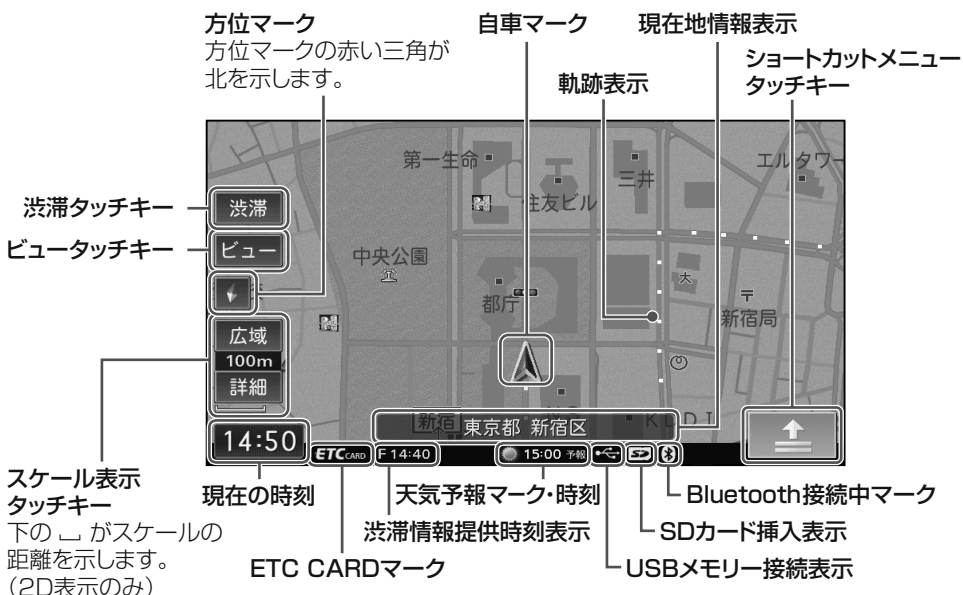 方位マーク
方位マークの赤い三角が
北を示します。
自車マーク
現在地情報表示
ショートカットメニュー
タッチキー
軌跡表示
第一生命
三井
エルタワー
住友ビル
渋滞タッチキー
渋滞
ビュータッチキー
ビュー
中央公園
都庁
大
〒
新宿局
広域
100m
詳細
新宿
東京都 新宿区
KDDI
14:50
ETC CARD
F14:40
15:00 予報
スケール表示
タッチキー
下の ⎵ がスケールの
距離を示します。
(2D表示のみ)
現在の時刻
天気予報マーク・時刻
Bluetooth接続中マーク
渋滞情報提供時刻表示
SDカード挿入表示
ETC CARDマーク
USBメモリー接続表示